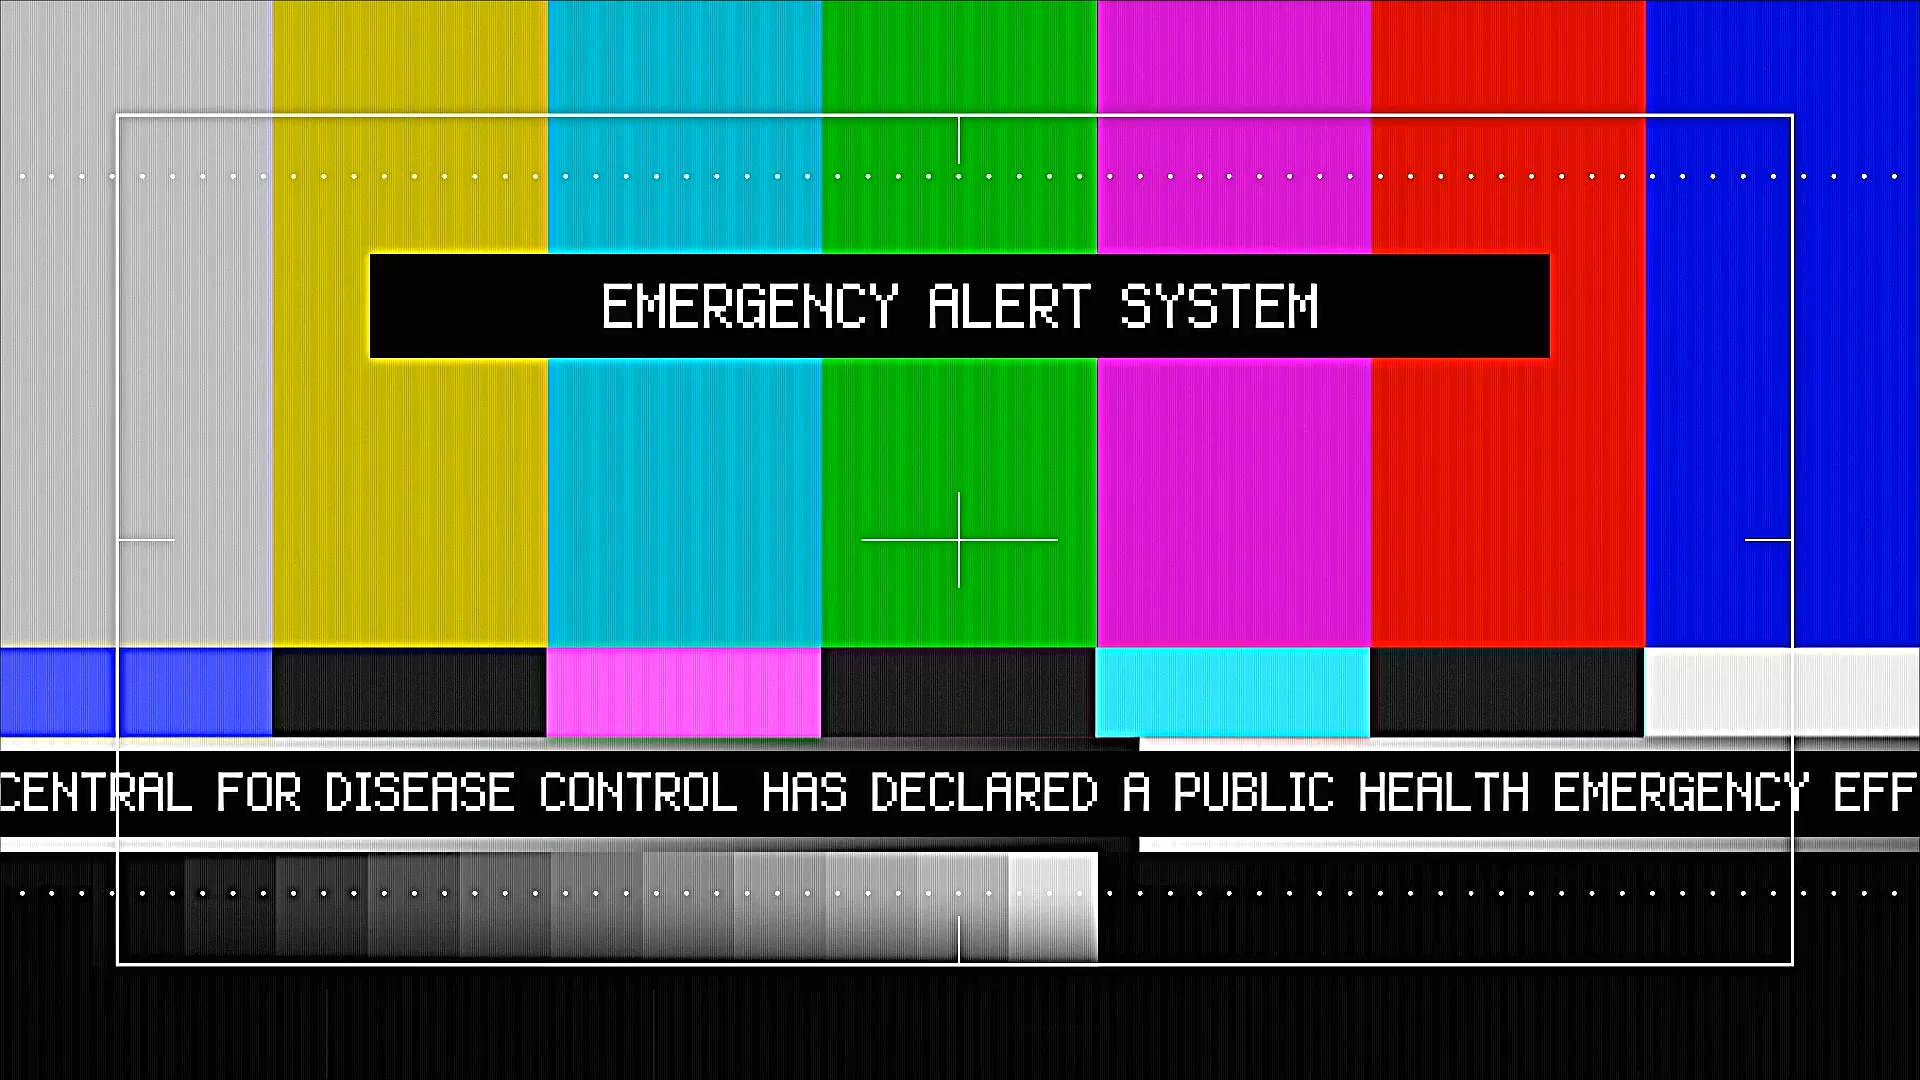 EMERGENCY ALERT SYSTEM
CENTRAL FOR DISEASE CONTROL HAS DECLARED A PUBLIC HEALTH EMERGENCY EFF